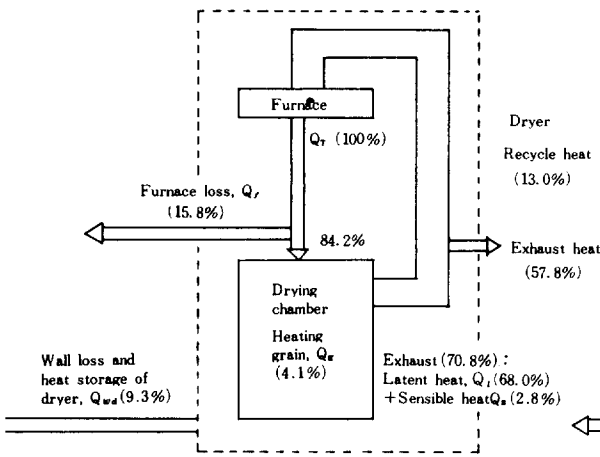 Furnace
Q_T (100%)
Dryer
Recycle heat
(13.0%)
Furnace loss, Q_f
(15.8%)
84.2%
Exhaust heat
(57.8%)
Drying
chamber
Heating
grain, Q_g
(4.1%)
Wall loss and
heat storage of
dryer, Q_wd (9.3%)
Exhaust (70.8%) :
Latent heat, Q_l (68.0%)
+Sensible heatQ_s (2.8%)